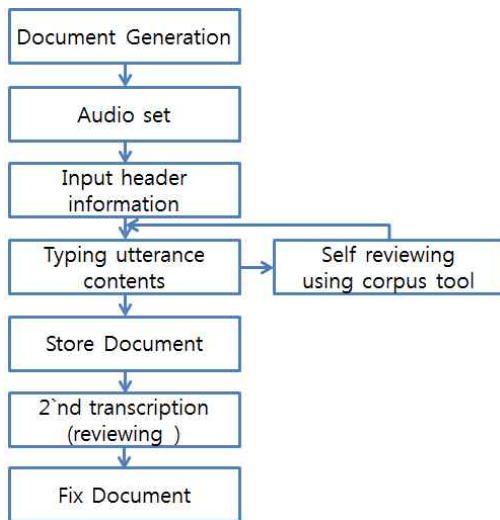 Document Generation
Audio set
Input header
information
Typing utterance
contents
Self reviewing
using corpus tool
Store Document
2`nd transcription
(reviewing )
Fix Document